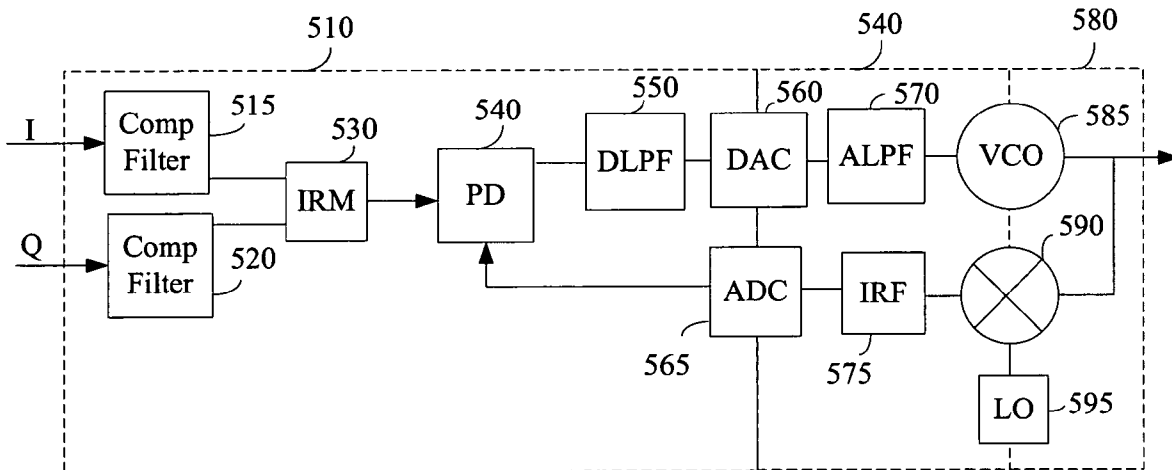 510
540
580
515
550
560
570
I
Comp
Filter
530
540
585
DLPF
DAC
ALPF
VCO
IRM
PD
Q
Comp
Filter
520
590
ADC
IRF
565
575
LO
595